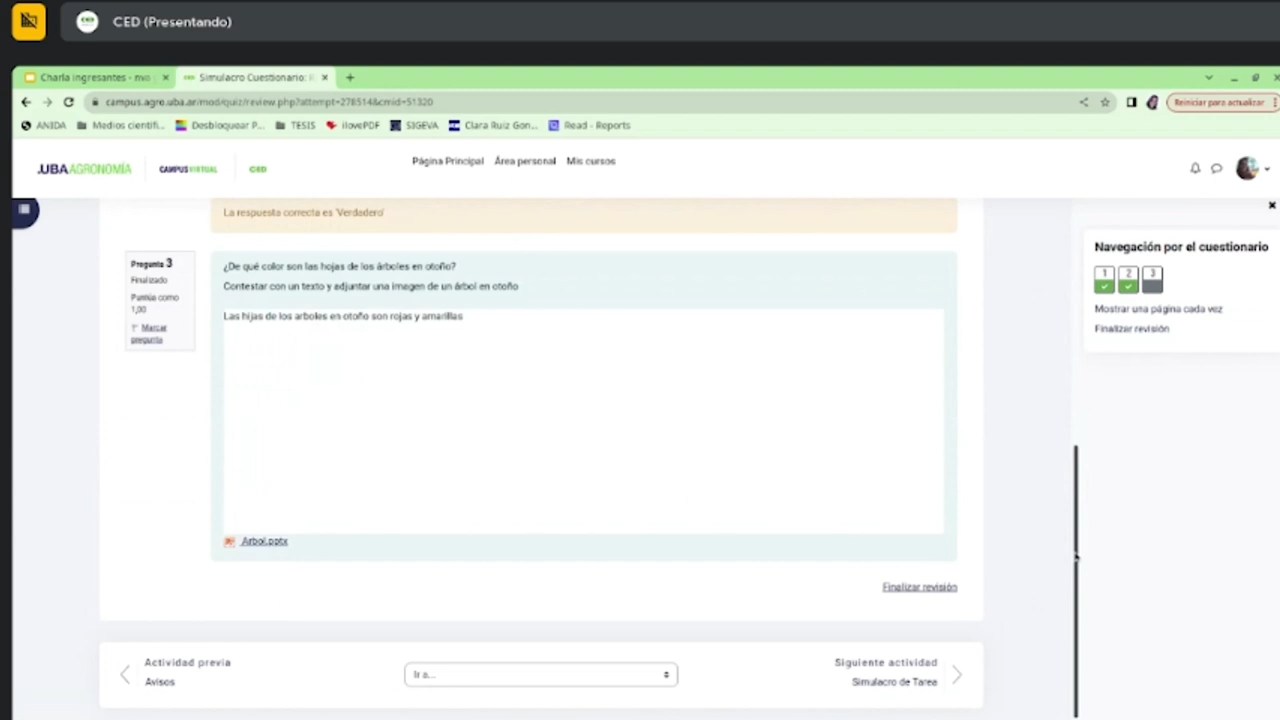 CED (Presentando)
Charla ingresantes - nvo
Simulacro Cuestionario: R
campus.agro.uba.ar/mod/quiz/review.php?attempt=278514&cmid=51320
Reiniciar para actualizar
ANIDA
Medios científi...
Desbloquear P...
TESIS
ilovePDF
SIGEVA
Clara Ruiz Gon...
Read - Reports
.UBAAGRONOMÍA
CAMPUSVIRTUAL
CED
Página Principal
Área personal
Mis cursos
La respuesta correcta es 'Verdadero'
Pregunta 3
Finalizado
Puntúa como
1,00
Marcar
pregunta
¿De qué color son las hojas de los árboles en otoño?
Contestar con un texto y adjuntar una imagen de un árbol en otoño
Las hijas de los arboles en otoño son rojas y amarillas
Arbol.pptx
Finalizar revisión
Navegación por el cuestionario
1 2 3
Mostrar una página cada vez
Finalizar revisión
Actividad previa
Avisos
Ir a...
Siguiente actividad
Simulacro de Tarea